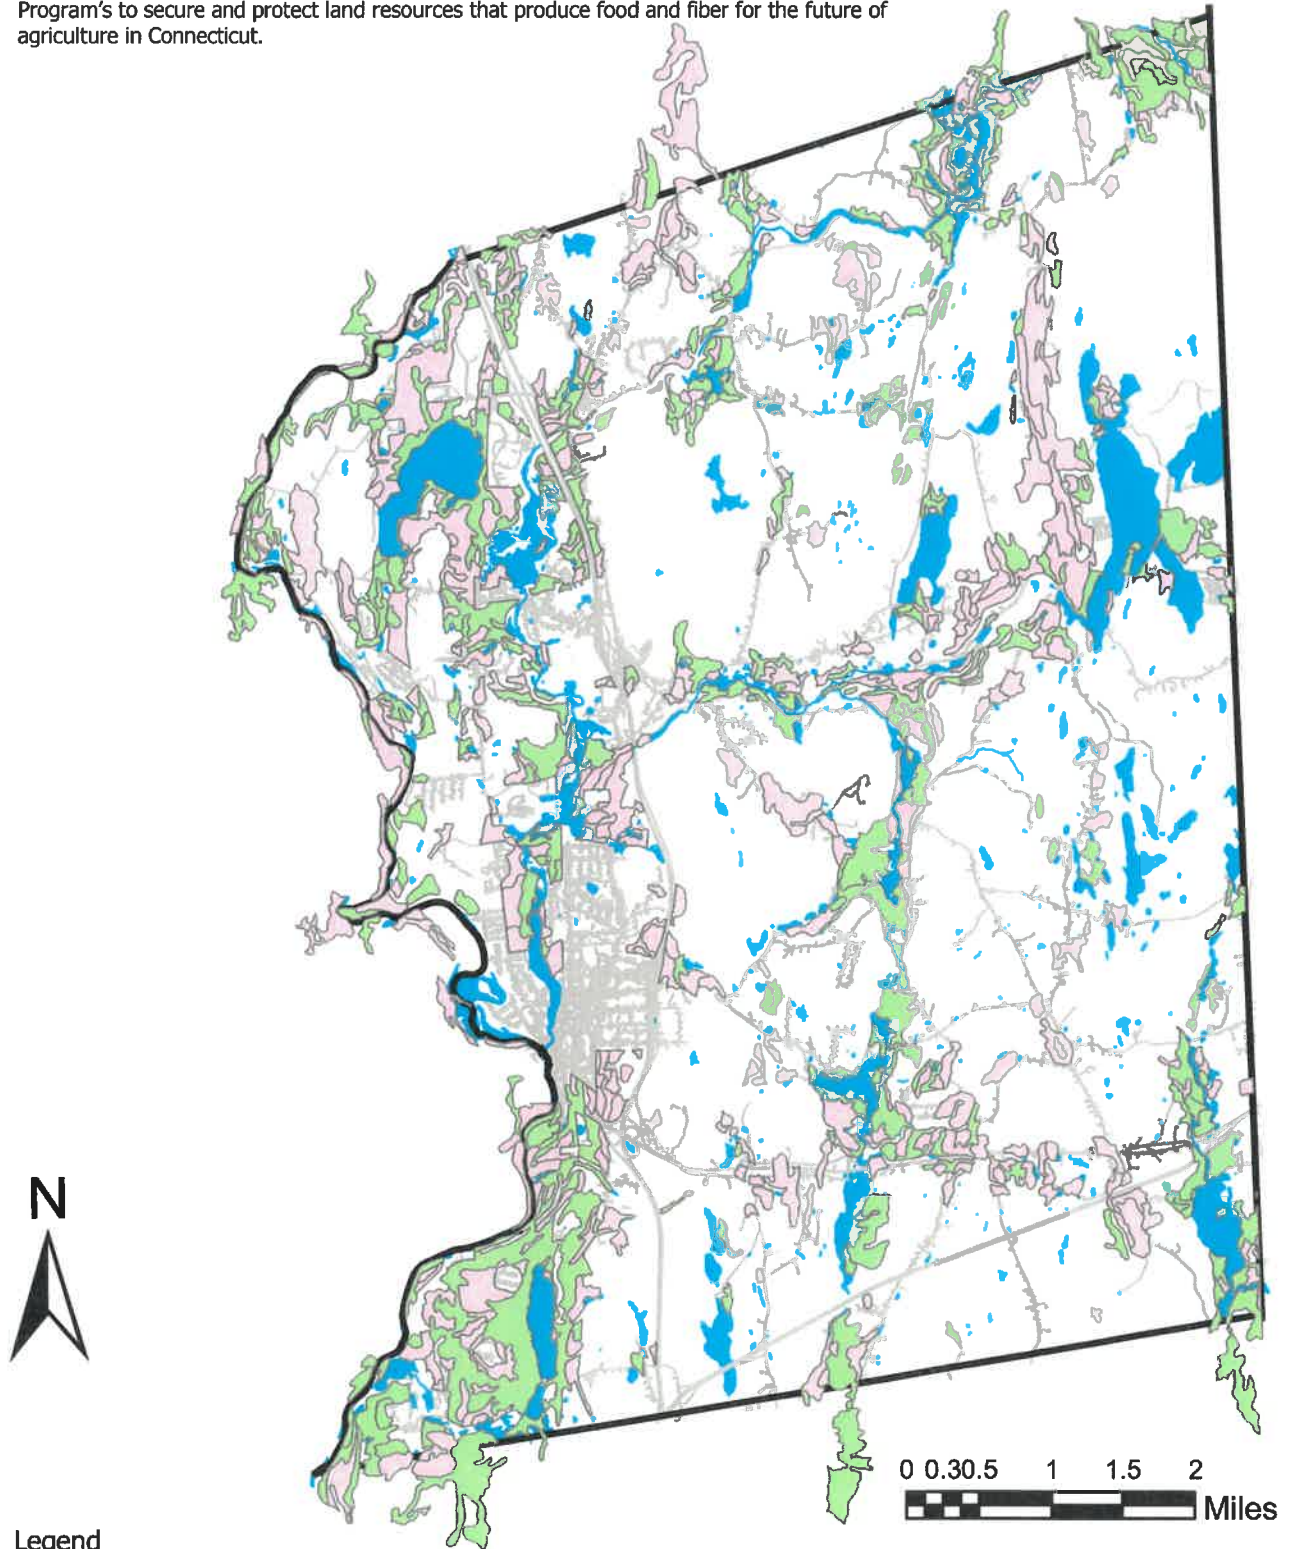 Program's to secure and protect land resources that produce food and fiber for the future of
agriculture in Connecticut.
N
0 0.30.5 1 1.5 2
Miles
Legend